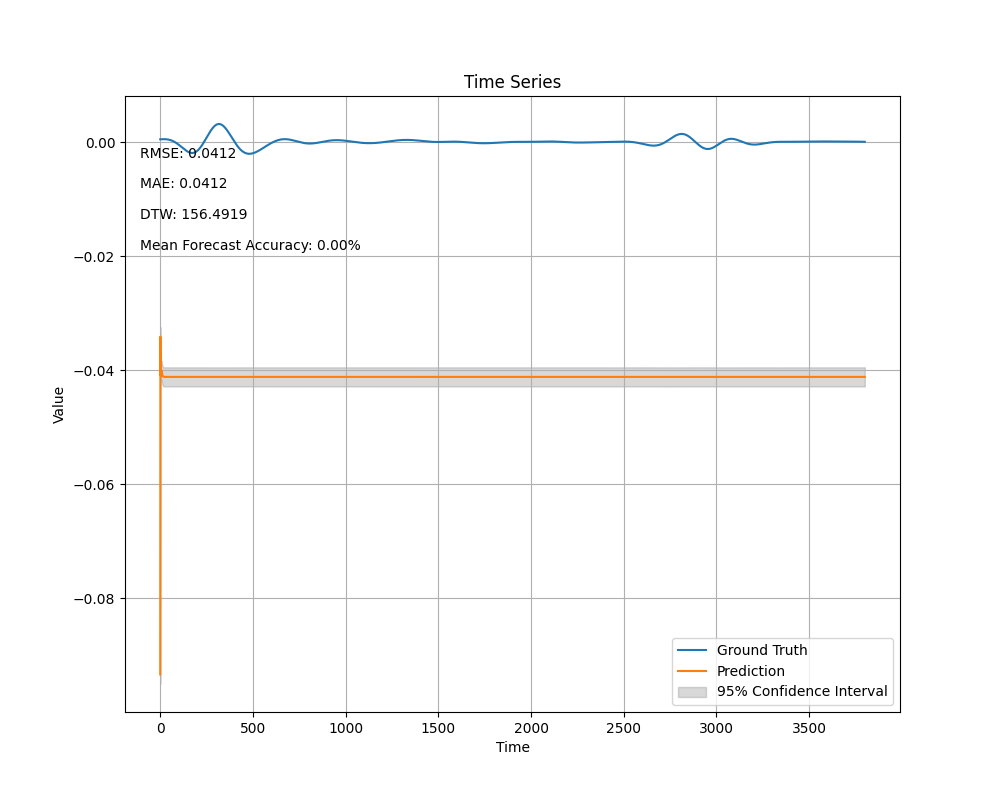 Time Series
0.00
RMSE: 0.0412
MAE: 0.0412
DTW: 156.4919
Mean Forecast Accuracy: 0.00%
−0.02
−0.04
Value
−0.06
−0.08
Ground Truth
Prediction
95% Confidence Interval
0 500 1000 1500 2000 2500 3000 3500
Time